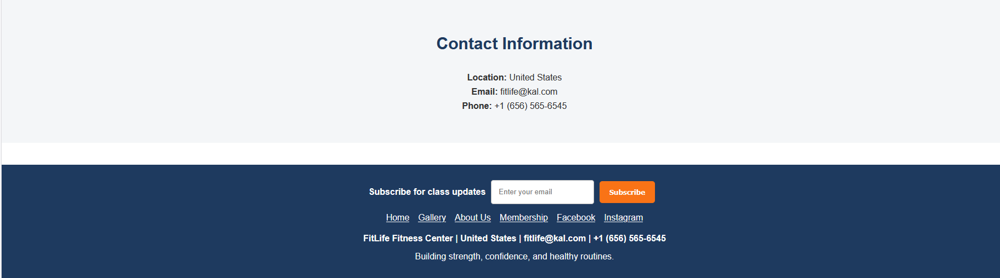 Contact Information
Location: United States
Email: fitlife@kal.com
Phone: +1 (656) 565-6545
Subscribe for class updates Enter your email Subscribe
Home Gallery About Us Membership Facebook Instagram
FitLife Fitness Center | United States | fitlife@kal.com | +1 (656) 565-6545
Building strength, confidence, and healthy routines.